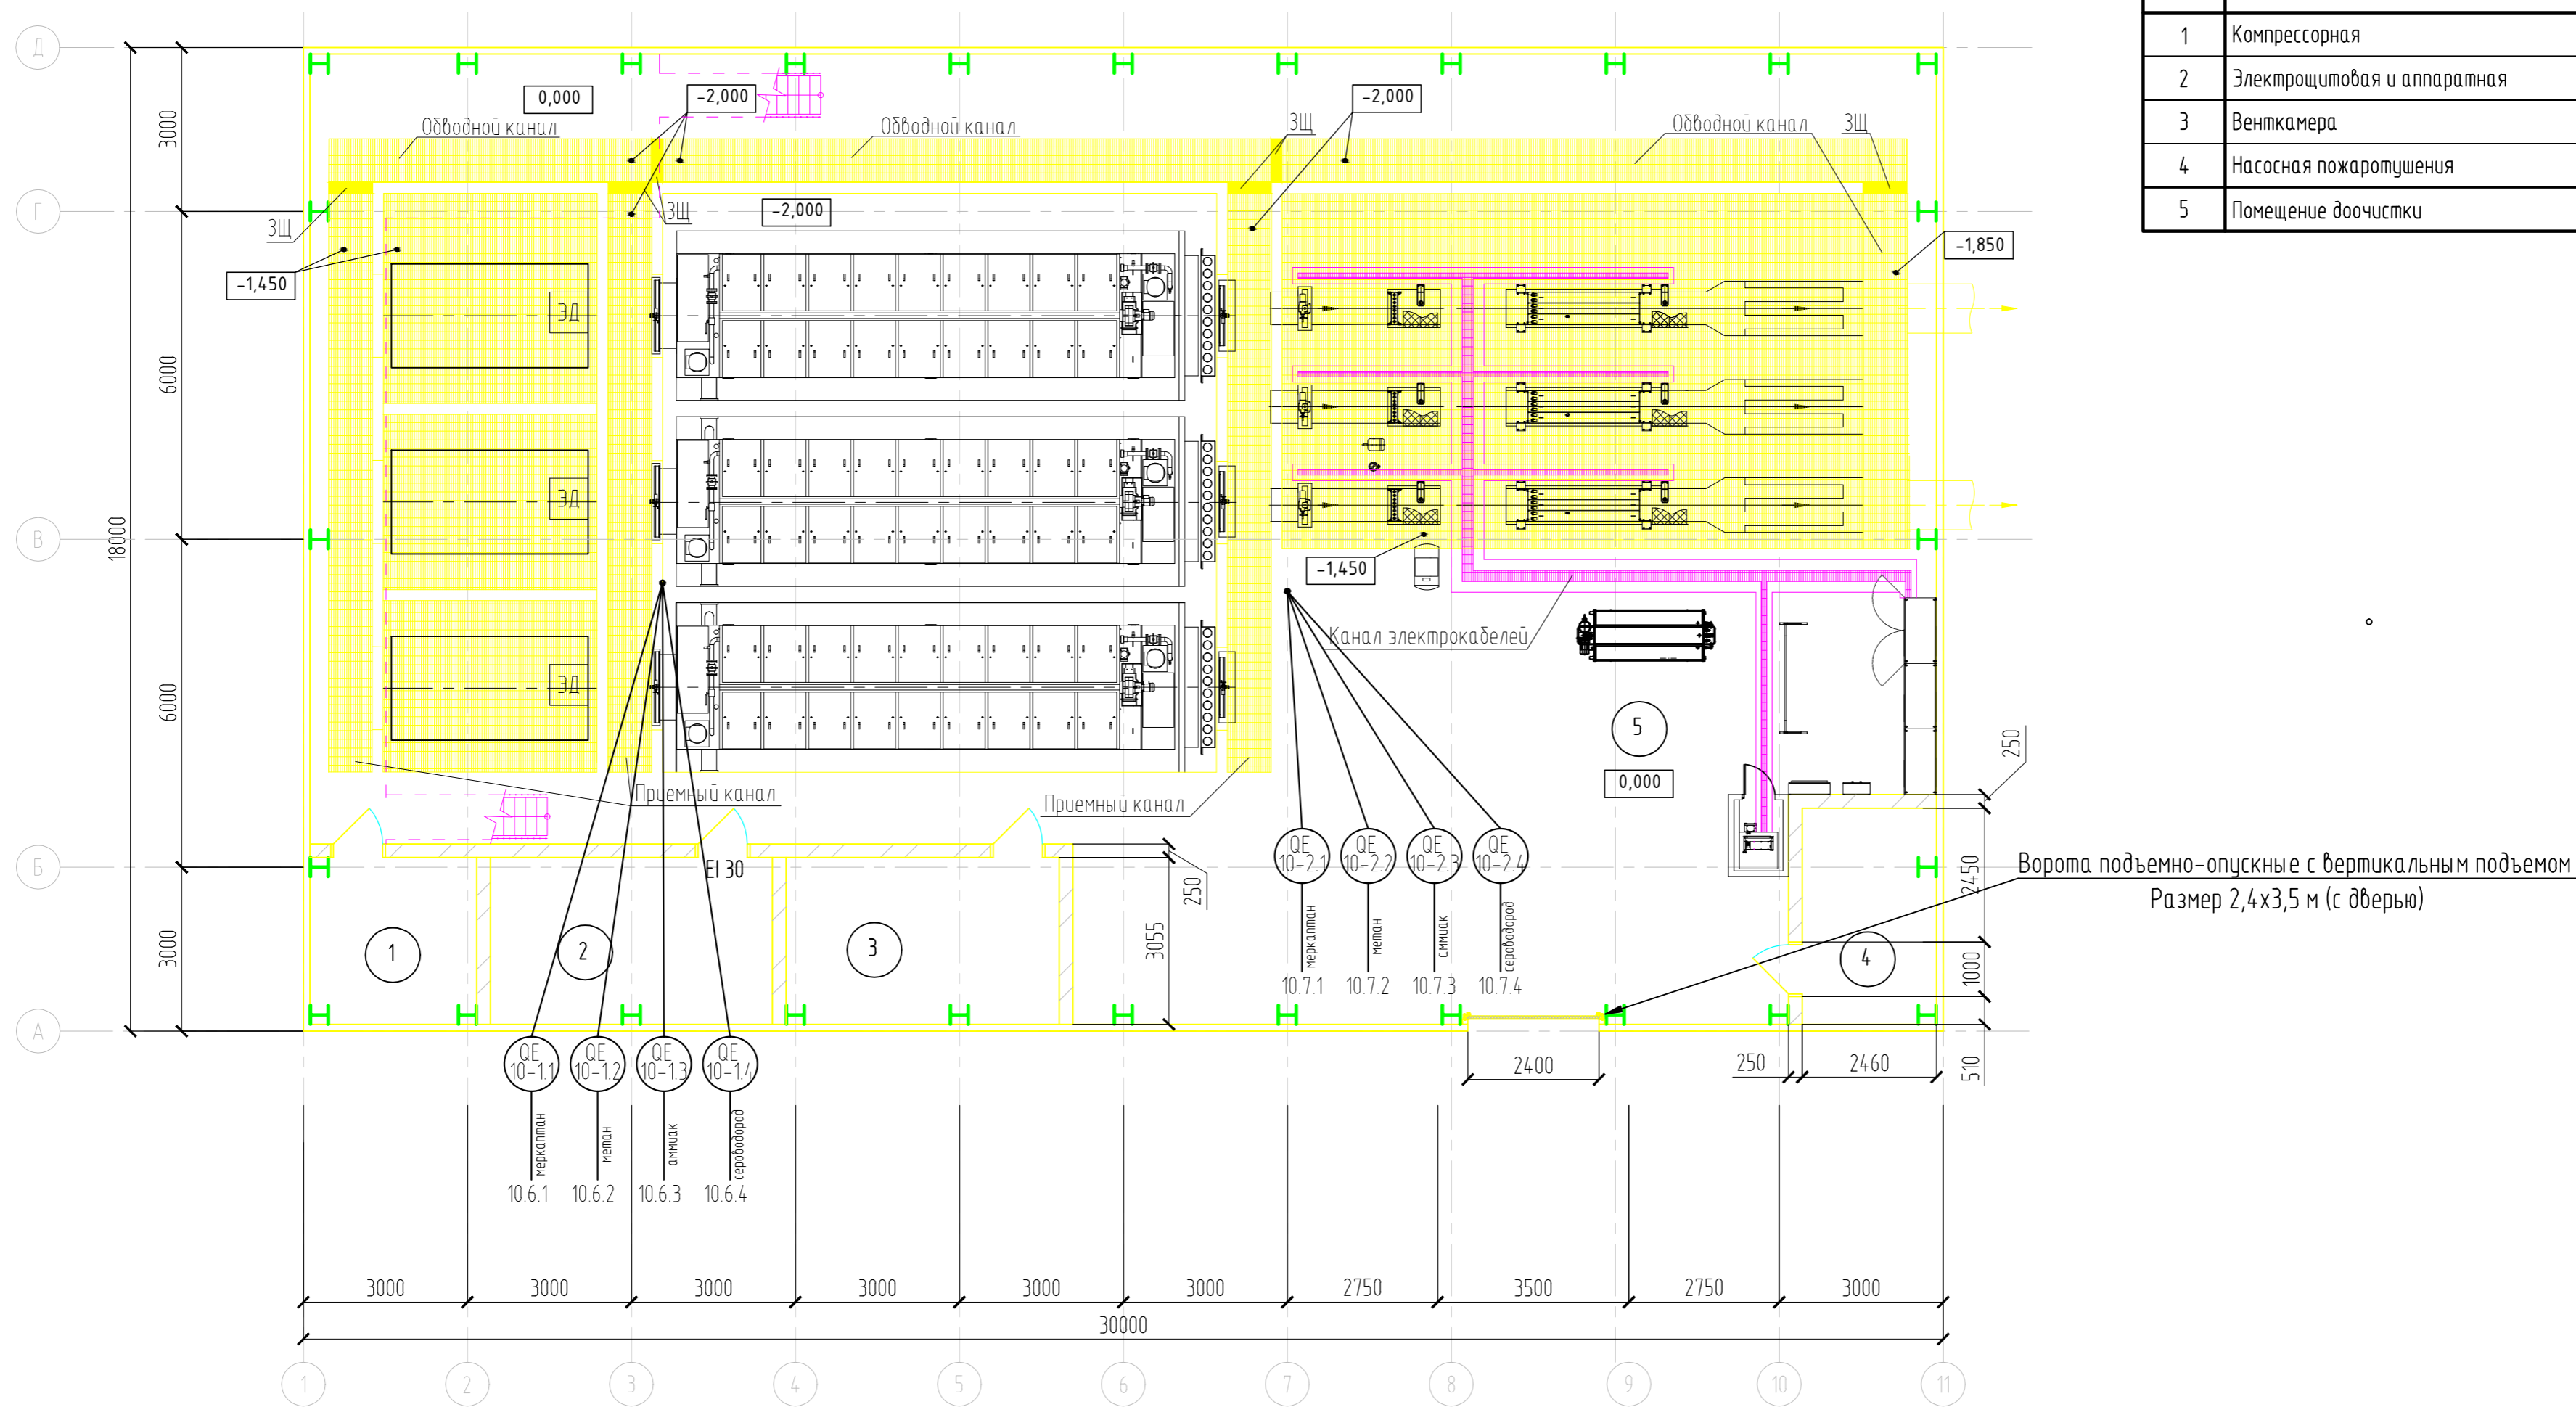 1 Компрессорная
2 Электрощитовая и аппаратная
3 Венткамера
4 Насосная пожаротушения
5 Помещение доочистки
Д
Г
В
Б
А
3000
6000
6000
3000
18000
0,000
-2,000
-2,000
Обводной канал
Обводной канал
ЗЩ
Обводной канал
ЗЩ
ЗЩ
ЗЩ
-2,000
-1,450
-1,850
ЭД
ЭД
ЭД
-1,450
Канал электрокабелей
5
0,000
Приемный канал
Приемный канал
250
2450
1000
510
EI 30
250
3055
1
2
3
4
QE
10-2.1
QE
10-2.2
QE
10-2.3
QE
10-2.4
меркаптан
метан
аммиак
сероводород
10.7.1
10.7.2
10.7.3
10.7.4
Ворота подъемно-опускные с вертикальным подъемом
Размер 2,4х3,5 м (с дверью)
QE
10-1.1
QE
10-1.2
QE
10-1.3
QE
10-1.4
меркаптан
метан
аммиак
сероводород
10.6.1
10.6.2
10.6.3
10.6.4
2400
250
2460
3000
3000
3000
3000
3000
3000
2750
3500
2750
3000
30000
1
2
3
4
5
6
7
8
9
10
11